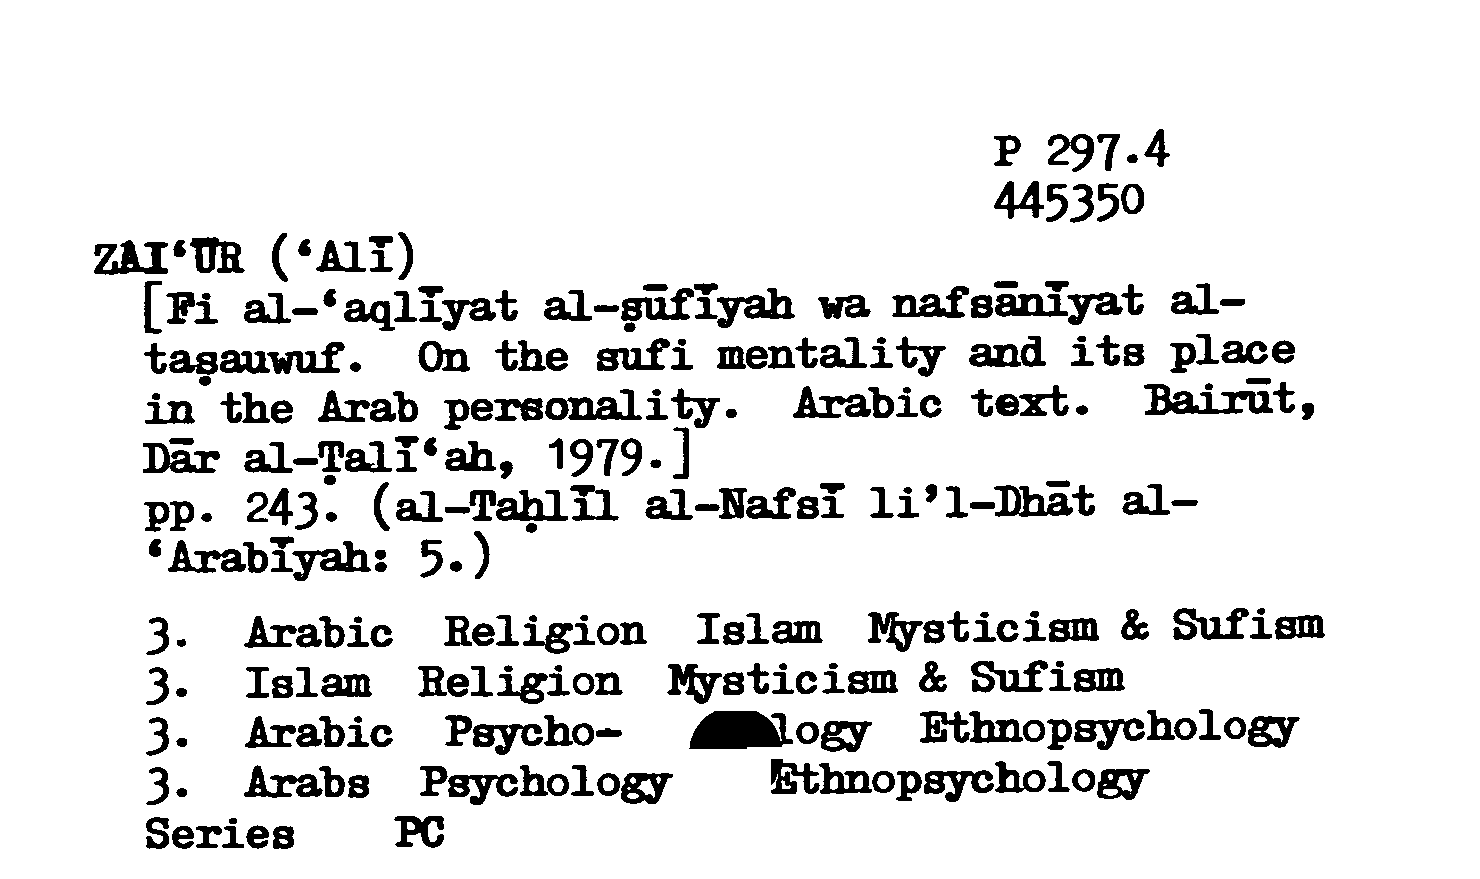 P 297.4
445350
ZAI‘ŪR (‘Alī)
[Fi al-‘aqlīyat al-ṣūfīyah wa nafsānīyat al-
taṣauwuf. On the sufi mentality and its place
in the Arab personality. Arabic text. Bairūt,
Dār al-Ṭalī‘ah, 1979.]
pp. 243. (al-Taḥlīl al-Nafsī li’l-Dhāt al-
‘Arabīyah: 5.)
3. Arabic Religion Islam Mysticism & Sufism
3. Islam Religion Mysticism & Sufism
3. Arabic Psycho- logy Ethnopsychology
3. Arabs Psychology Ethnopsychology
Series PC